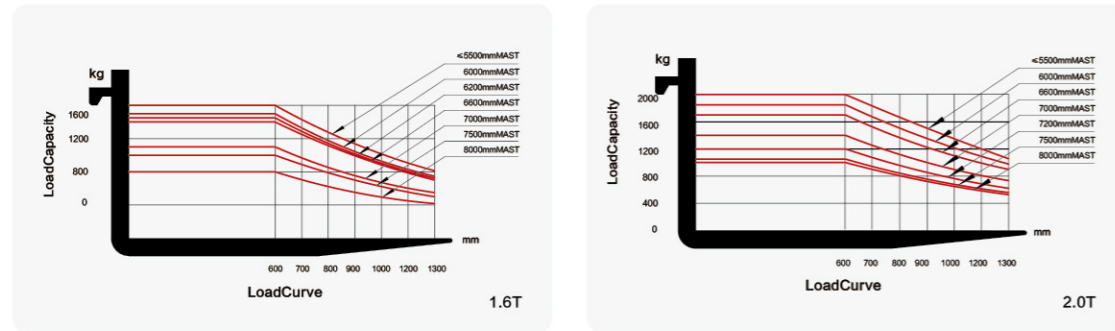 kg
LoadCapacity
1600
1200
800
0
≤5500mmMAST
6000mmMAST
6200mmMAST
6600mmMAST
7000mmMAST
7500mmMAST
8000mmMAST
mm
600 700 800 900 1000 1200 1300
LoadCurve
1.6T
kg
LoadCapacity
2000
1600
1200
800
400
0
≤5500mmMAST
6000mmMAST
6600mmMAST
7000mmMAST
7200mmMAST
7500mmMAST
8000mmMAST
mm
600 700 800 900 1000 1200 1300
LoadCurve
2.0T